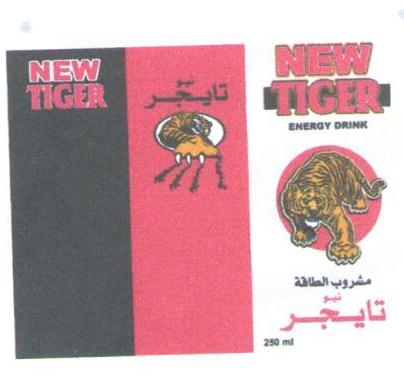 NEW
TIGER
نيو
تايجر
NEW
TIGER
ENERGY DRINK
مشروب الطاقة
نيو
تايجر
250 ml